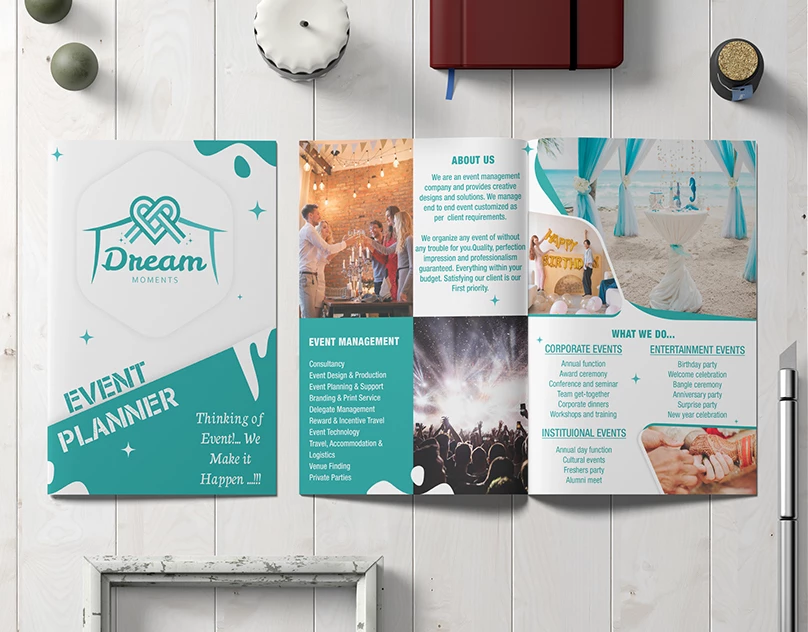 Dream
MOMENTS
EVENT
PLANNER
Thinking of
Event!... We
Make it
Happen ...!!!
EVENT MANAGEMENT
Consultancy
Event Design & Production
Event Planning & Support
Branding & Print Service
Delegate Management
Reward & Incentive Travel
Event Technology
Travel, Accommodation &
Logistics
Venue Finding
Private Parties
ABOUT US
We are an event management
company and provides creative
designs and solutions. We manage
end to end event customized as
per client requirements.
We organize any event of without
any trouble for you.Quality, perfection
impression and professionalism
guaranteed. Everything within your
budget. Satisfying our client is our
First priority.
HAPPY
BIRTHDAY
WHAT WE DO...
CORPORATE EVENTS
Annual function
Award ceremony
Conference and seminar
Team get-together
Corporate dinners
Workshops and training
INSTITUIONAL EVENTS
Annual day function
Cultural events
Freshers party
Alumni meet
ENTERTAINMENT EVENTS
Birthday party
Welcome celebration
Bangle ceremony
Anniversary party
Surprise party
New year celebration